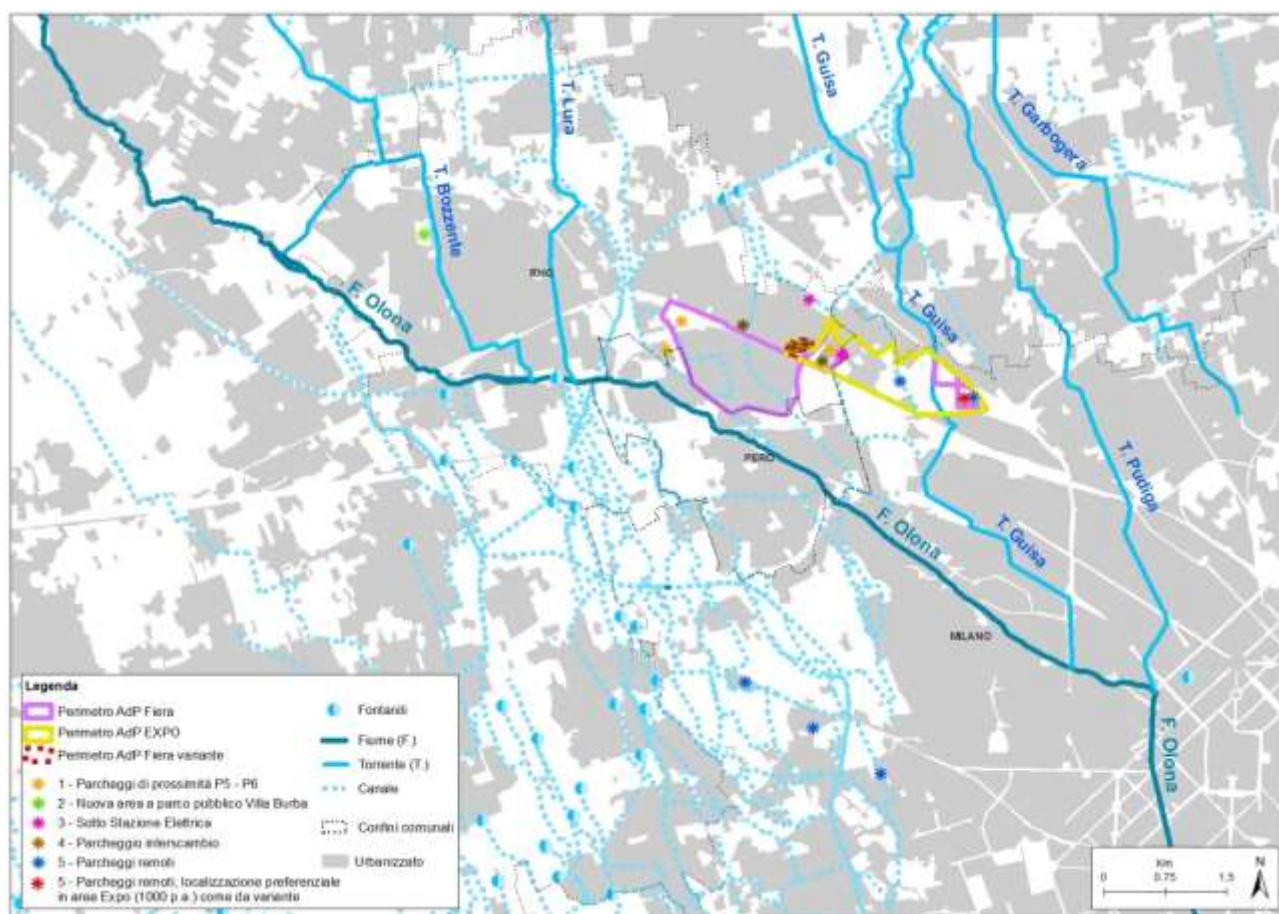 T. Guisa
T. Lura
T. Garbogera
T. Bozzente
RHO
F. Olona
T. Guisa
T. Pudiga
PERO
F. Olona
T. Guisa
MILANO
F. Olona
Legenda
Perimetro AdP Fiera
Perimetro AdP EXPO
Perimetro AdP Fiera variante
1 - Parcheggi di prossimità P5 - P6
2 - Nuova area a parco pubblico Villa Burba
3 - Sotto Stazione Elettrica
4 - Parcheggio interscambio
5 - Parcheggi remoti
5 - Parcheggi remoti, localizzazione preferenziale
in area Expo (1000 p.a.) come da variante
Fontanili
Fiume (F.)
Torrente (T.)
Canale
Confini comunali
Urbanizzato
Km
N
0 0.75 1,5